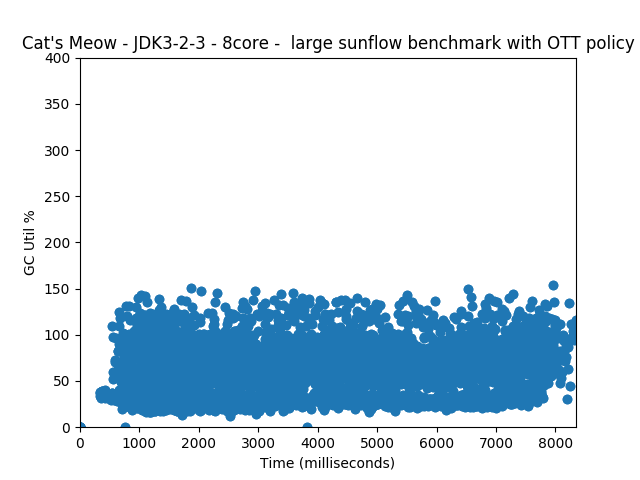 Cat's Meow - JDK3-2-3 - 8core -  large sunflow benchmark with OTT policy
400
350
300
250
200
150
100
50
0
GC Util %
0 1000 2000 3000 4000 5000 6000 7000 8000
Time (milliseconds)